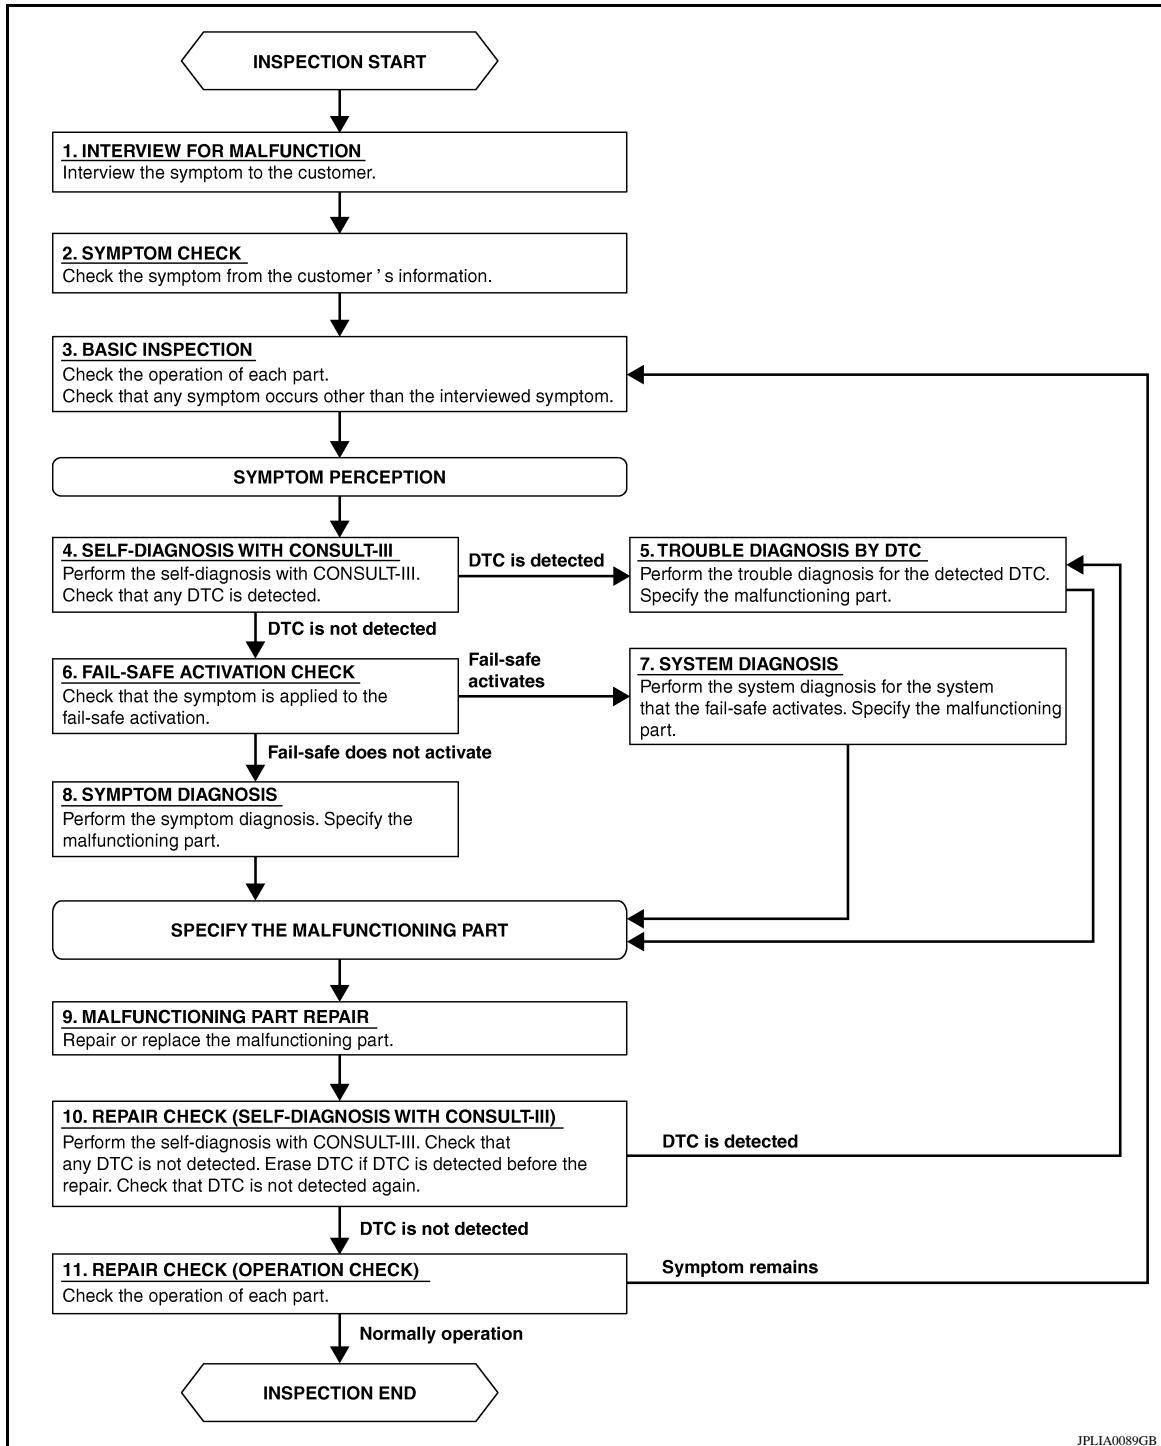 INSPECTION START
1. INTERVIEW FOR MALFUNCTION
Interview the symptom to the customer.
2. SYMPTOM CHECK
Check the symptom from the customer ' s information.
3. BASIC INSPECTION
Check the operation of each part.
Check that any symptom occurs other than the interviewed symptom.
SYMPTOM PERCEPTION
4. SELF-DIAGNOSIS WITH CONSULT-III
Perform the self-diagnosis with CONSULT-III.
Check that any DTC is detected.
DTC is detected
5. TROUBLE DIAGNOSIS BY DTC
Perform the trouble diagnosis for the detected DTC.
Specify the malfunctioning part.
DTC is not detected
6. FAIL-SAFE ACTIVATION CHECK
Check that the symptom is applied to the
fail-safe activation.
Fail-safe
activates
7. SYSTEM DIAGNOSIS
Perform the system diagnosis for the system
that the fail-safe activates. Specify the malfunctioning
part.
Fail-safe does not activate
8. SYMPTOM DIAGNOSIS
Perform the symptom diagnosis. Specify the
malfunctioning part.
SPECIFY THE MALFUNCTIONING PART
9. MALFUNCTIONING PART REPAIR
Repair or replace the malfunctioning part.
10. REPAIR CHECK (SELF-DIAGNOSIS WITH CONSULT-III)
Perform the self-diagnosis with CONSULT-III. Check that
any DTC is not detected. Erase DTC if DTC is detected before the
repair. Check that DTC is not detected again.
DTC is detected
DTC is not detected
11. REPAIR CHECK (OPERATION CHECK)
Check the operation of each part.
Symptom remains
Normally operation
INSPECTION END
JPLIA0089GB